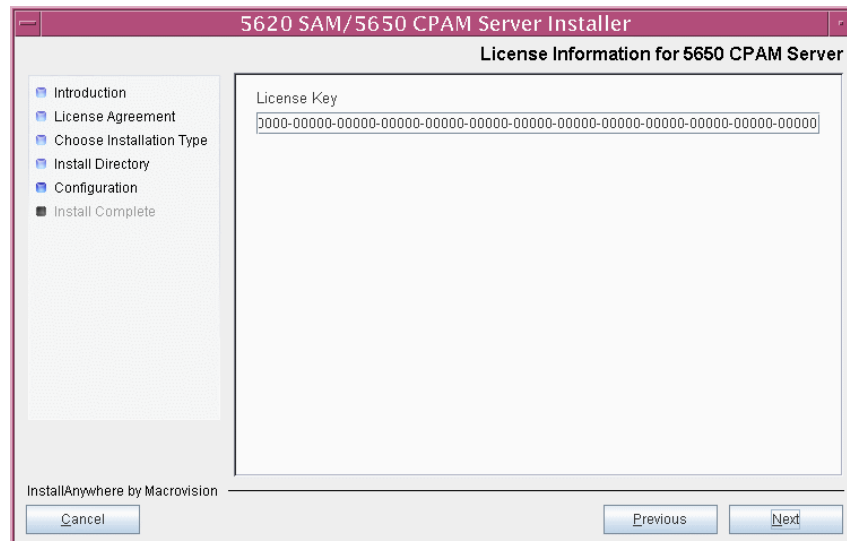 5620 SAM/5650 CPAM Server Installer
License Information for 5650 CPAM Server
Introduction
License Agreement
Choose Installation Type
Install Directory
Configuration
Install Complete
License Key
0000-00000-00000-00000-00000-00000-00000-00000-00000-00000-00000-00000-00000
InstallAnywhere by Macrovision
Cancel
Previous
Next